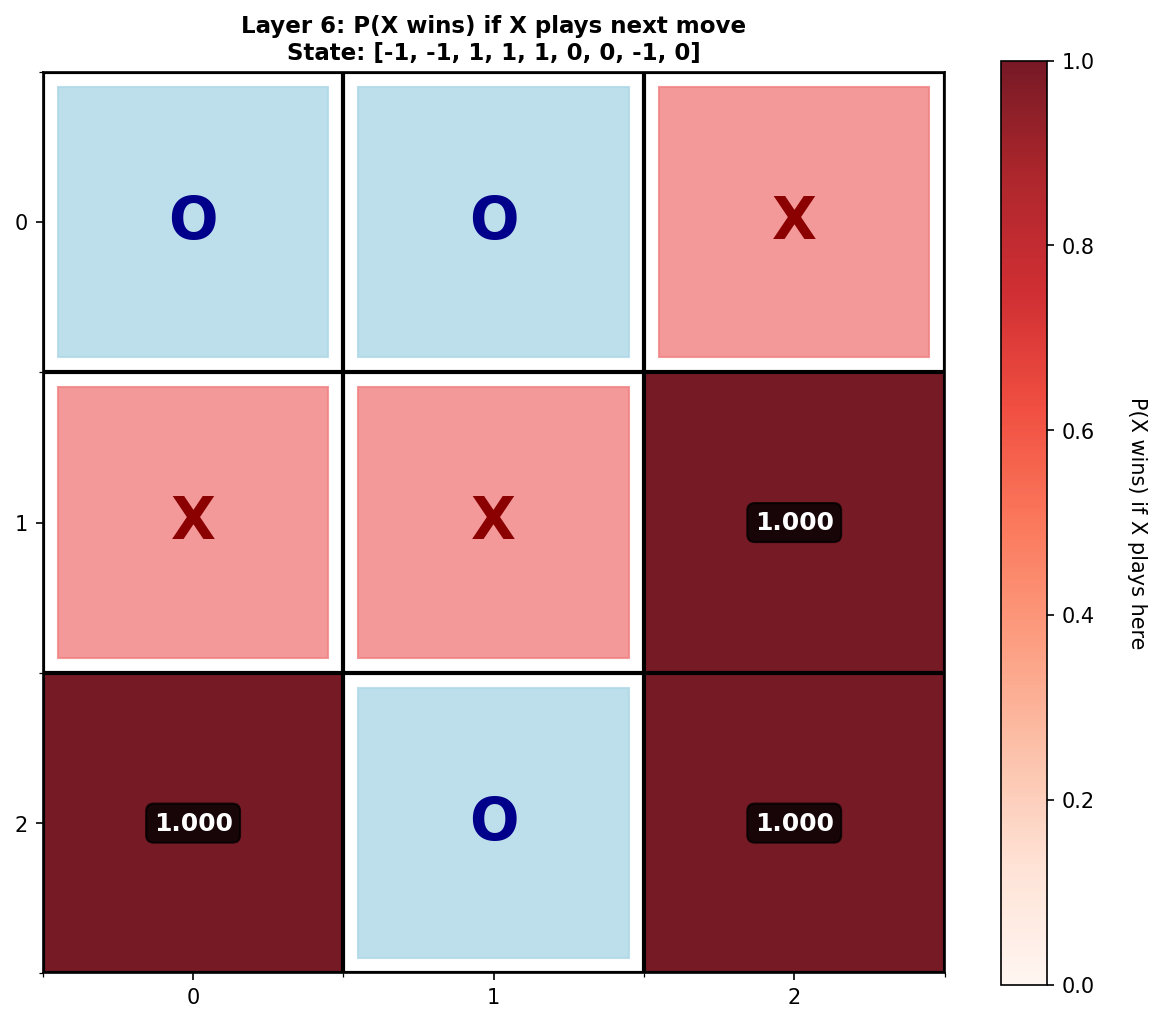 Layer 6: P(X wins) if X plays next move
State: [-1, -1, 1, 1, 1, 0, 0, -1, 0]
0
O
O
X
1
X
X
1.000
2
1.000
O
1.000
0
1
2
1.0
0.8
0.6
0.4
0.2
0.0
P(X wins) if X plays here